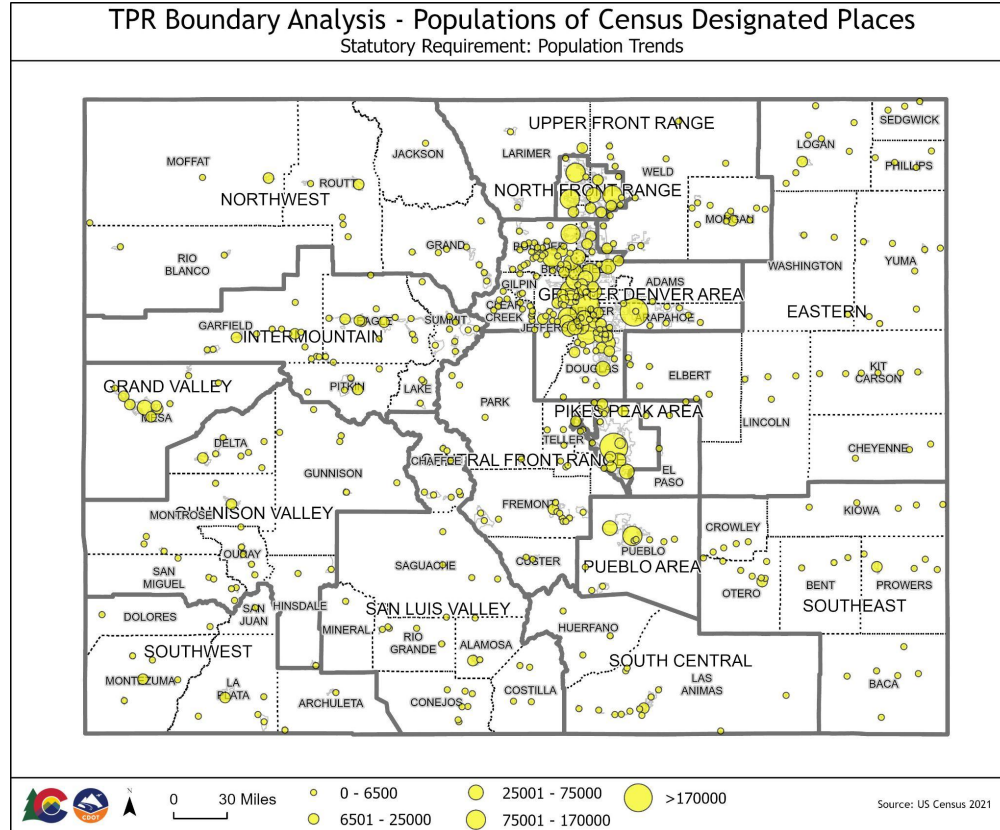 TPR Boundary Analysis - Populations of Census Designated Places
Statutory Requirement: Population Trends
SEDGWICK
UPPER FRONT RANGE
LOGAN
JACKSON
LARIMER
MOFFAT
WELD
PHILLIPS
ROUTT
NORTH FRONT RANGE
NORTHWEST
MORGAN
GRAND
RIO
BLANCO
WASHINGTON
YUMA
GILPIN
ADAMS
GREATER DENVER AREA
CLEAR
CREEK
EASTERN
GARFIELD
EAGLE
SUMMIT
ARAPAHOE
INTERMOUNTAIN
DOUGLAS
KIT
CARSON
GRAND VALLEY
PITKIN
LAKE
ELBERT
MESA
PARK
PIKES PEAK AREA
LINCOLN
DELTA
TELLER
CHEYENNE
CHAFFEE
CENTRAL FRONT RANGE
GUNNISON
EL
PASO
FREMONT
KIOWA
MONTROSE
GUNNISON VALLEY
CROWLEY
OURAY
PUEBLO
CUSTER
PUEBLO AREA
SAGUACHE
SAN
MIGUEL
BENT
PROWERS
OTERO
SAN LUIS VALLEY
SOUTHEAST
DOLORES
SAN
JUAN
HINSDALE
MINERAL
HUERFANO
RIO
GRANDE
ALAMOSA
SOUTHWEST
SOUTH CENTRAL
MONTEZUMA
LA
PLATA
LAS
ANIMAS
BACA
COSTILLA
ARCHULETA
CONEJOS
C
CDOT
N
0 30 Miles
0 - 6500
6501 - 25000
25001 - 75000
75001 - 170000
>170000
Source: US Census 2021